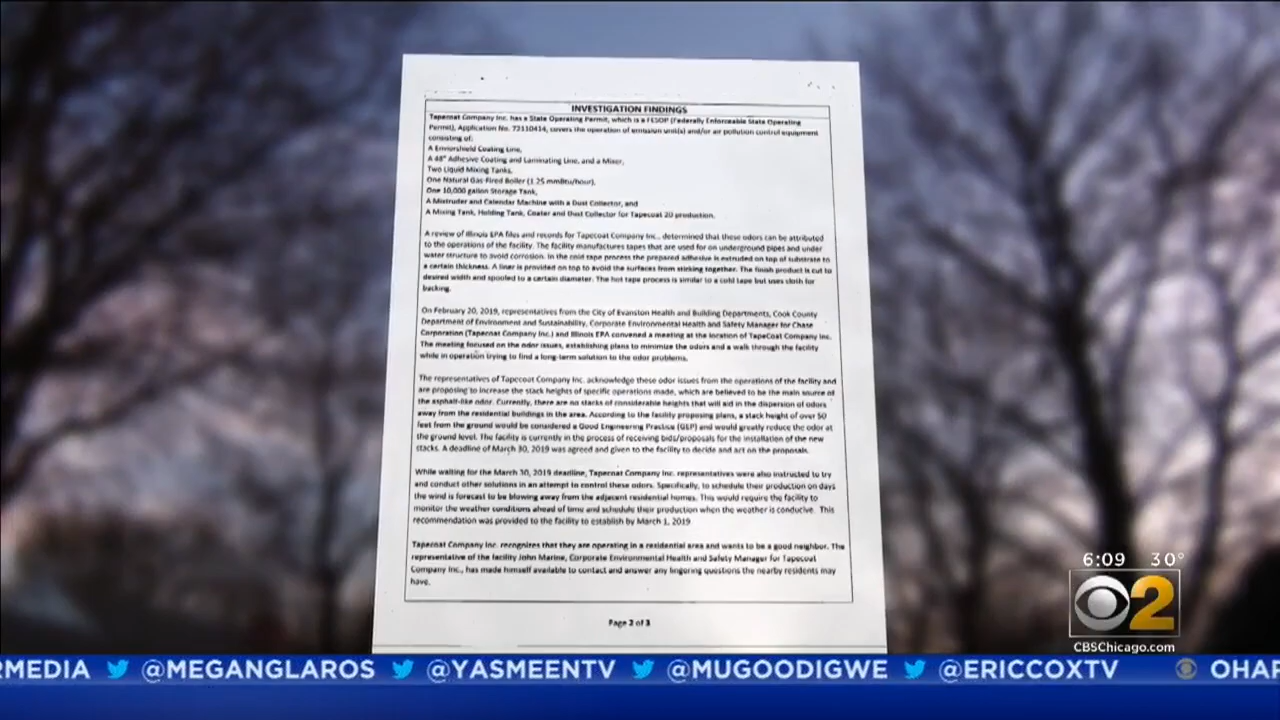 INVESTIGATION FINDINGS
Tapecoat Company Inc. has a State Operating Permit, which is a FESOP (Federally Enforceable State Operating
Permit), Application No. 72110414, covers the operation of emission unit(s) and/or air pollution control equipment
consisting of:
A Enviorshield Coating Line,
A 48" Adhesive Coating and Laminating Line, and a Mixer,
Two Liquid Mixing Tanks,
One Natural Gas Fired Boiler (1.25 mmBtu/hour),
One 10,000 gallon Storage Tank,
A Mixtruder and Calendar Machine with a Dust Collector, and
A Mixing Tank, Holding Tank, Coater and Dust Collector for Tapecoat 20 production.
A review of Illinois EPA files and records for Tapecoat Company Inc., determined that these odors can be attributed
to the operations of the facility. The facility manufactures tapes that are used for on underground pipes and under
water structure to avoid corrosion. In the cold tape process the prepared adhesive is extruded on top of substrate to
a certain thickness. A liner is provided on top to avoid the surfaces from sticking together. The finish product is cut to
desired width and spooled to a certain diameter. The hot tape process is similar to a cold tape but uses cloth for
backing.
On February 20, 2019, representatives from the City of Evanston Health and Building Departments, Cook County
Department of Environment and Sustainability, Corporate Environmental Health and Safety Manager for Chase
Corporation (Tapecoat Company Inc.) and Illinois EPA convened a meeting at the location of TapeCoat Company Inc.
The meeting focused on the odor issues, establishing plans to minimize the odors and a walk through the facility
while in operation trying to find a long-term solution to the odor problems.
The representatives of Tapecoat Company Inc. acknowledge these odor issues from the operations of the facility and
are proposing to increase the stack heights of specific operations made, which are believed to be the main source of
the asphalt-like odor. Currently, there are no stacks of considerable heights that will aid in the dispersion of odors
away from the residential buildings in the area. According to the facility proposing plans, a stack height of over 50
feet from the ground would be considered a Good Engineering Practice (GEP) and would greatly reduce the odor at
the ground level. The facility is currently in the process of receiving bids/proposals for the installation of the new
stacks. A deadline of March 30, 2019 was agreed and given to the facility to decide and act on the proposals.
While waiting for the March 30, 2019 deadline, Tapecoat Company Inc. representatives were also instructed to try
and conduct other solutions in an attempt to control these odors. Specifically, to schedule their production on days
the wind is forecast to be blowing away from the adjacent residential homes. This would require the facility to
monitor the weather conditions ahead of time and schedule their production when the weather is conducive. This
recommendation was provided to the facility to establish by March 1, 2019
Tapecoat Company Inc. recognizes that they are operating in a residential area and wants to be a good neighbor. The
representative of the facility John Marine, Corporate Environmental Health and Safety Manager for Tapecoat
Company Inc., has made himself available to contact and answer any lingering questions the nearby residents may
have.
Page 2 of 3
6:09 30°
2
CBSChicago.com
RMEDIA @MEGANGLAROS @YASMEENTV @MUGOODIGWE @ERICCOXTV OHAR